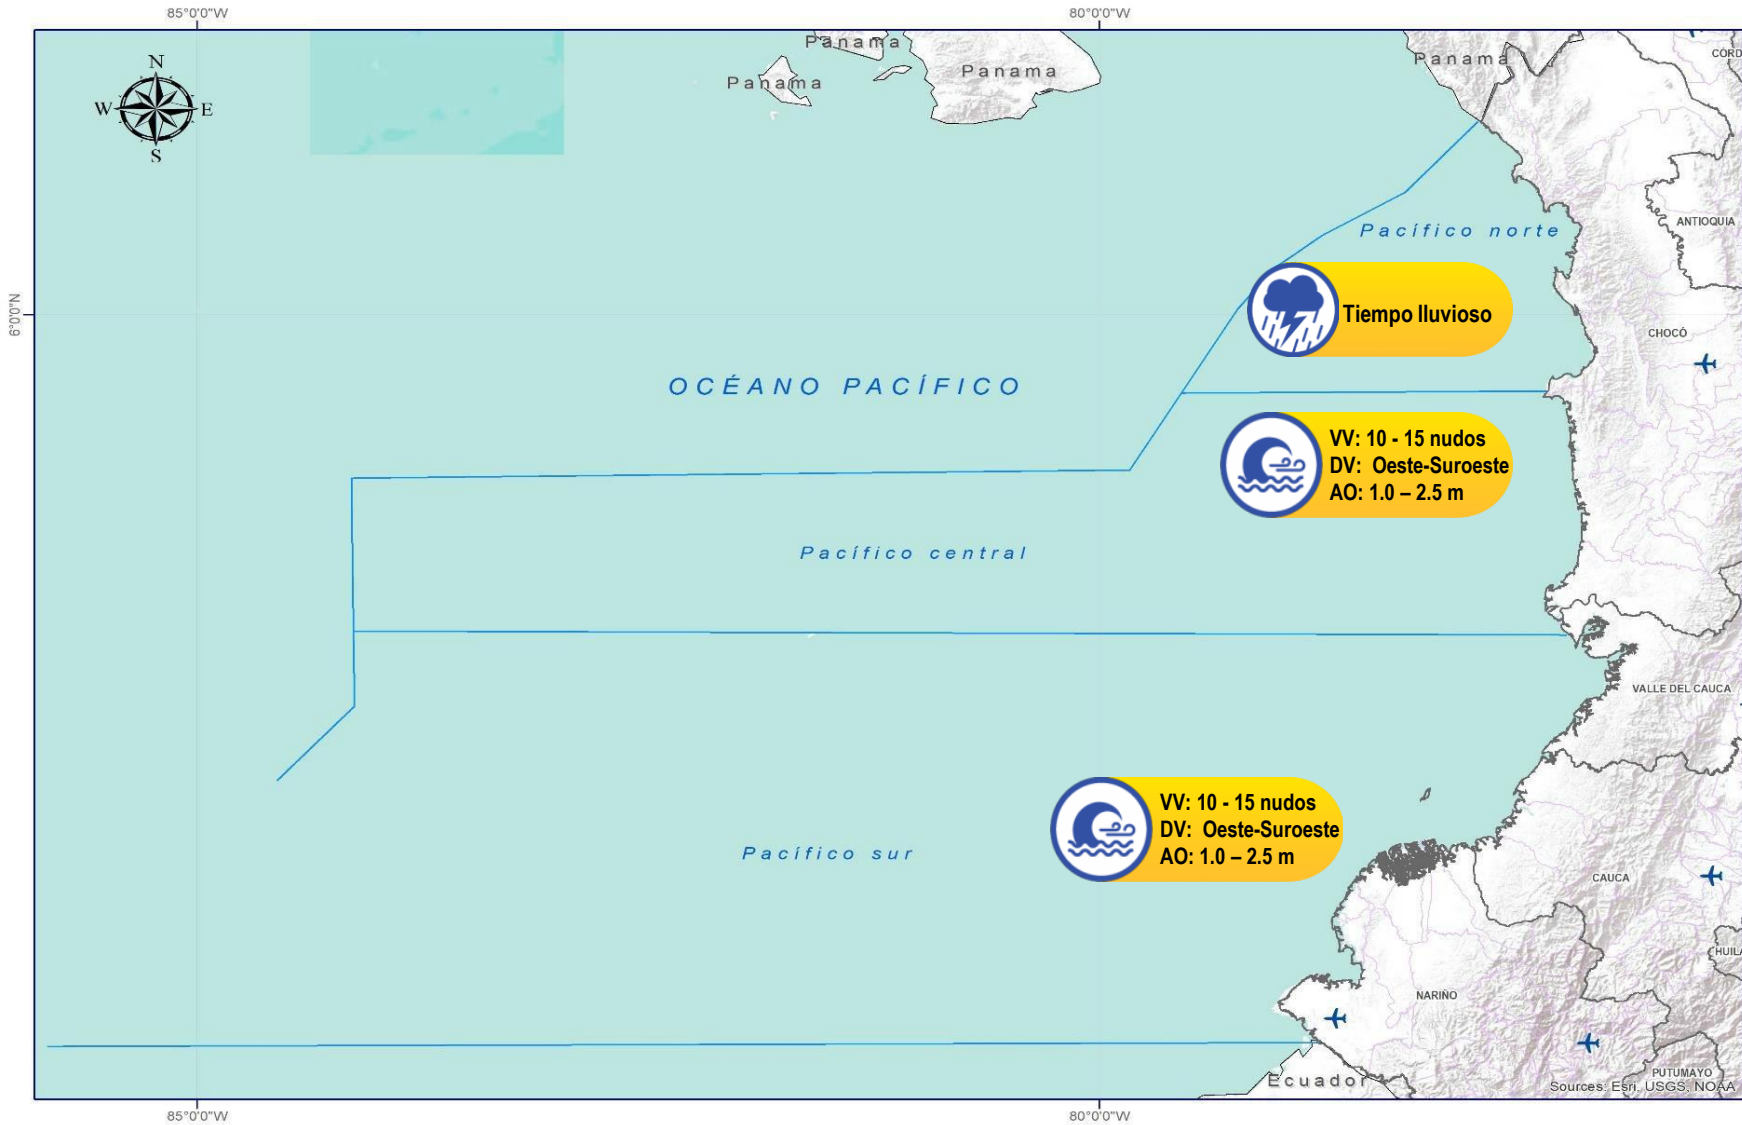 85°0'0"W
80°0'0"W
N
W E
S
Panama
Panama
Panama
Panama
CÓRD
ANTIOQUIA
Pacífico norte
6°0'0"N
Tiempo lluvioso
CHOCÓ
OCÉANO PACÍFICO
VV: 10 - 15 nudos
DV: Oeste-Suroeste
AO: 1.0 – 2.5 m
Pacífico central
VALLE DEL CAUCA
VV: 10 - 15 nudos
DV: Oeste-Suroeste
AO: 1.0 – 2.5 m
Pacífico sur
CAUCA
HUILA
NARIÑO
PUTUMAYO
Ecuador
Sources: Esri, USGS, NOAA
85°0'0"W
80°0'0"W